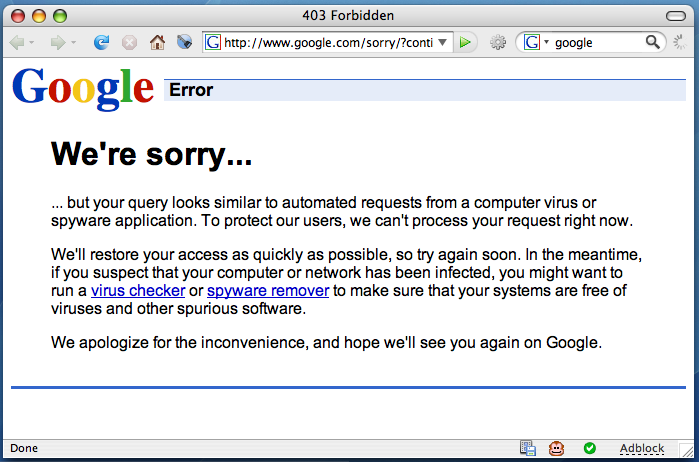 403 Forbidden
http://www.google.com/sorry/?conti
google
Google
Error
We're sorry...
... but your query looks similar to automated requests from a computer virus or
spyware application. To protect our users, we can't process your request right now.
We'll restore your access as quickly as possible, so try again soon. In the meantime,
if you suspect that your computer or network has been infected, you might want to
run a virus checker or spyware remover to make sure that your systems are free of
viruses and other spurious software.
We apologize for the inconvenience, and hope we'll see you again on Google.
Done
Adblock